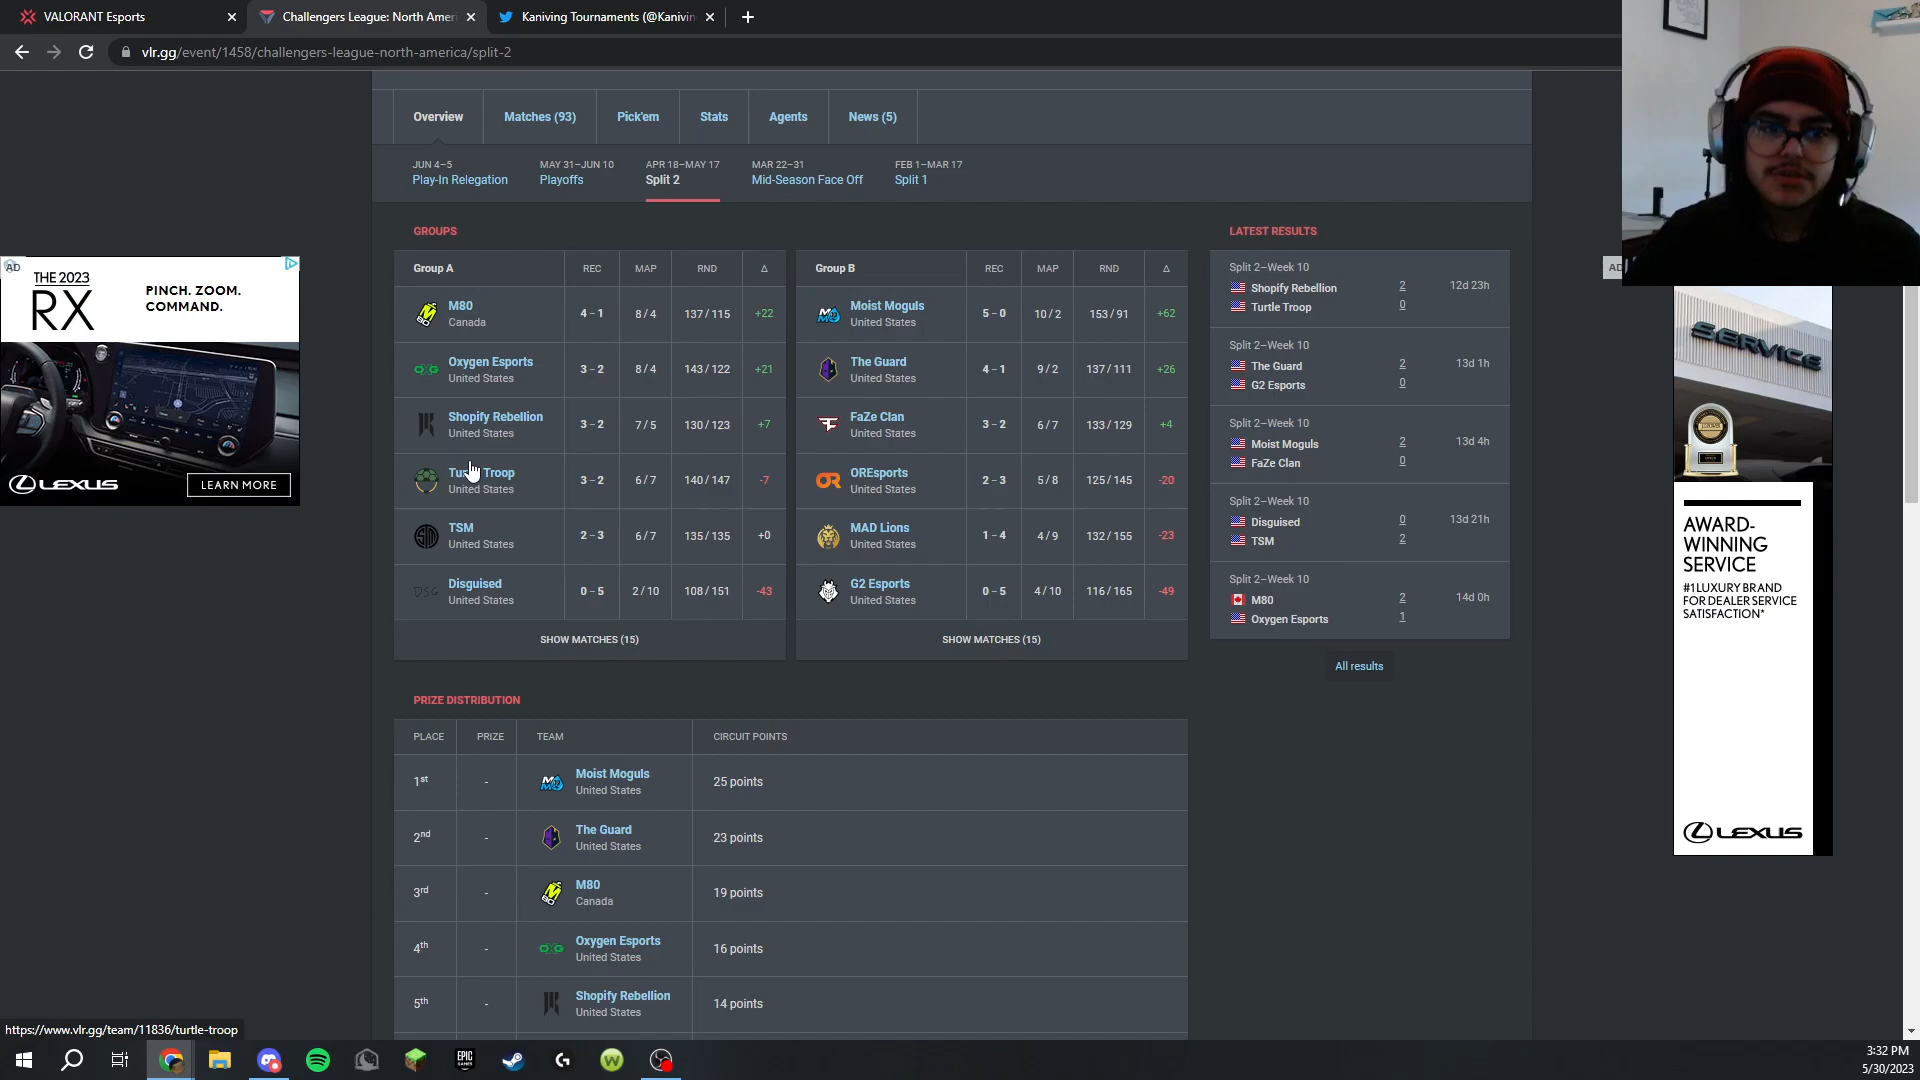 VALORANT Esports
Challengers League: North Ameri
Kaniving Tournaments (@Kanivin
vlr.gg/event/1458/challengers-league-north-america/split-2
Overview
Matches (93)
Pick'em
Stats
Agents
News (5)
JUN 4–5
Play-In Relegation
MAY 31–JUN 10
Playoffs
APR 18–MAY 17
Split 2
MAR 22–31
Mid-Season Face Off
FEB 1–MAR 17
Split 1
GROUPS
Group A REC MAP RND Δ
M80 Canada 4 – 1 8 / 4 137 / 115 +22
Oxygen Esports United States 3 – 2 8 / 4 143 / 122 +21
Shopify Rebellion United States 3 – 2 7 / 5 130 / 123 +7
Troop United States 3 – 2 6 / 7 140 / 147 -7
TSM United States 2 – 3 6 / 7 135 / 135 +0
DSG Disguised United States 0 – 5 2 / 10 108 / 151 -43
SHOW MATCHES (15)
Group B REC MAP RND Δ
Moist Moguls United States 5 – 0 10 / 2 153 / 91 +62
The Guard United States 4 – 1 9 / 2 137 / 111 +26
FaZe Clan United States 3 – 2 6 / 7 133 / 129 +4
OREsports United States 2 – 3 5 / 8 125 / 145 -20
MAD Lions United States 1 – 4 4 / 9 132 / 155 -23
G2 Esports United States 0 – 5 4 / 10 116 / 165 -49
SHOW MATCHES (15)
LATEST RESULTS
Split 2–Week 10
Shopify Rebellion 2 12d 23h
Turtle Troop 0
Split 2–Week 10
The Guard 2 13d 1h
G2 Esports 0
Split 2–Week 10
Moist Moguls 2 13d 4h
FaZe Clan 0
Split 2–Week 10
Disguised 0 13d 21h
TSM 2
Split 2–Week 10
M80 2 14d 0h
Oxygen Esports 1
All results
PRIZE DISTRIBUTION
PLACE PRIZE TEAM CIRCUIT POINTS
1st - Moist Moguls United States 25 points
2nd - The Guard United States 23 points
3rd - M80 Canada 19 points
4th - Oxygen Esports United States 16 points
5th - Shopify Rebellion United States 14 points
AD
THE 2023
RX
PINCH. ZOOM.
COMMAND.
LEXUS
LEARN MORE
AD
SERVICE
AWARD-
WINNING
SERVICE
#1 LUXURY BRAND
FOR DEALER SERVICE
SATISFACTION*
LEXUS
https://www.vlr.gg/team/11836/turtle-troop
EPIC
GAMES
3:32 PM
5/30/2023